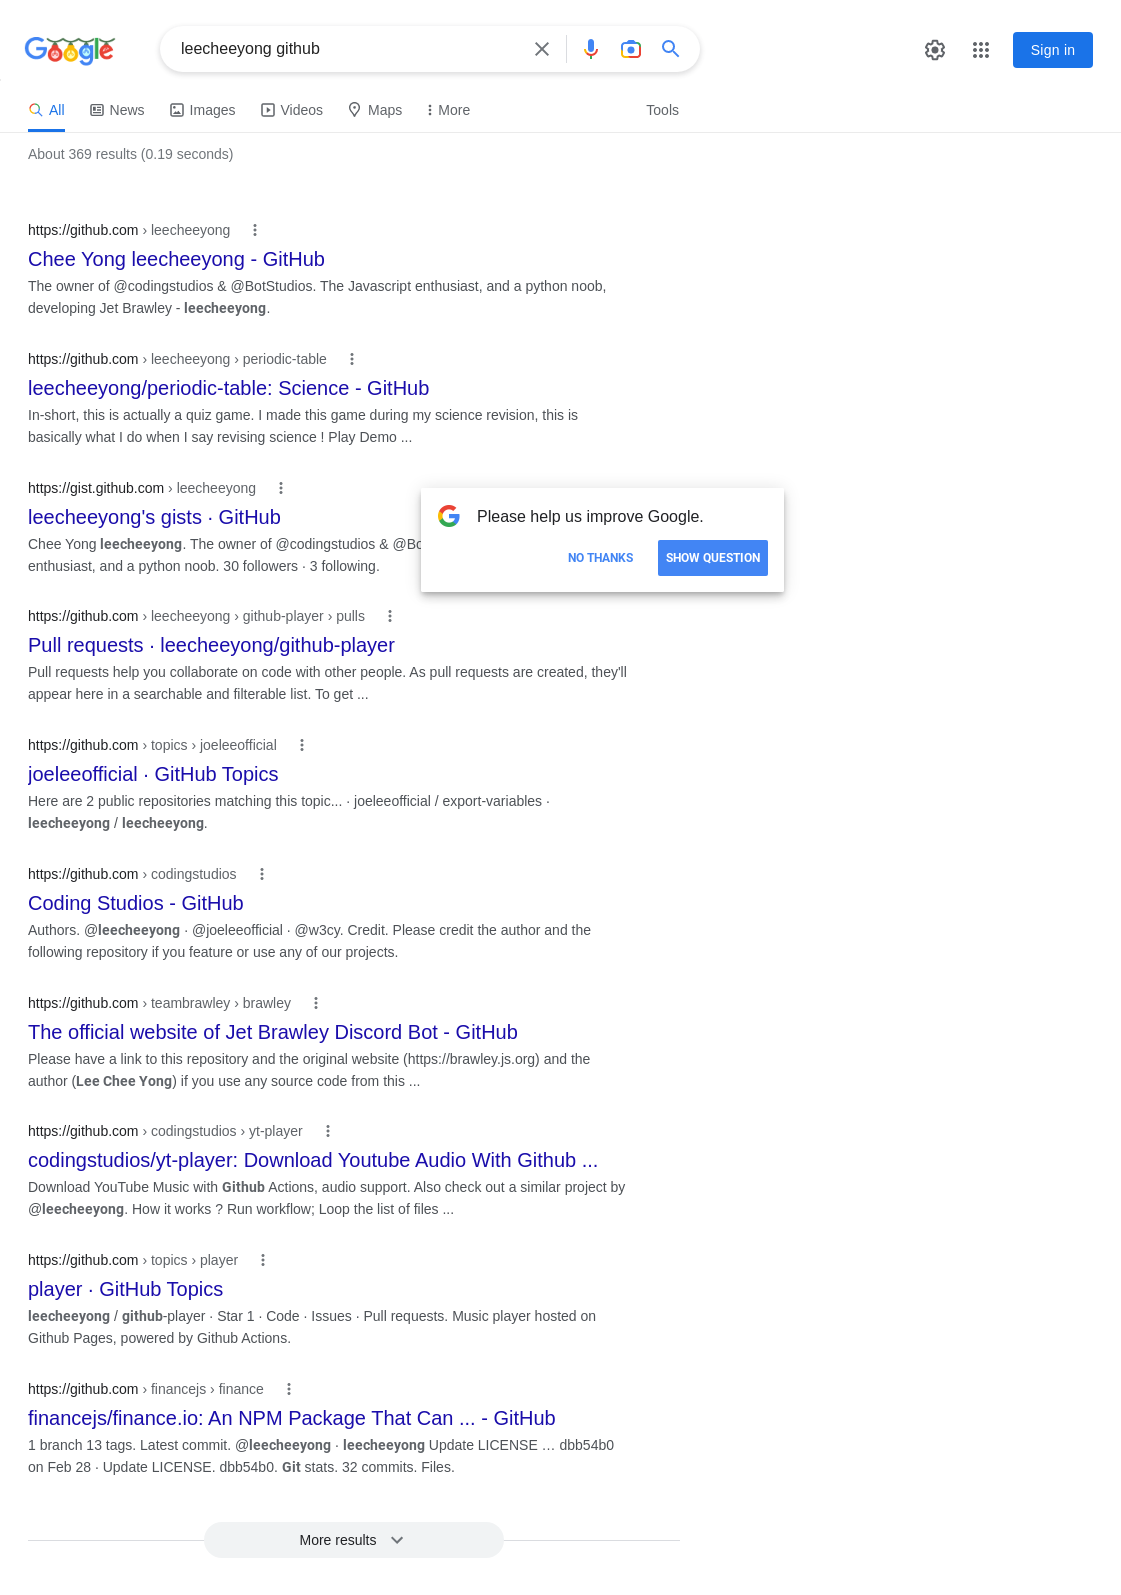 Google
leecheeyong github
Sign in
All
News
Images
Videos
Maps
More
Tools
About 369 results (0.19 seconds)
https://github.com › leecheeyong
Chee Yong leecheeyong - GitHub
The owner of @codingstudios & @BotStudios. The Javascript enthusiast, and a python noob,
developing Jet Brawley - leecheeyong.
https://github.com › leecheeyong › periodic-table
leecheeyong/periodic-table: Science - GitHub
In-short, this is actually a quiz game. I made this game during my science revision, this is
basically what I do when I say revising science ! Play Demo ...
https://gist.github.com › leecheeyong
leecheeyong's gists · GitHub
Chee Yong leecheeyong. The owner of @codingstudios & @Bo
enthusiast, and a python noob. 30 followers · 3 following.
Please help us improve Google.
NO THANKS
SHOW QUESTION
https://github.com › leecheeyong › github-player › pulls
Pull requests · leecheeyong/github-player
Pull requests help you collaborate on code with other people. As pull requests are created, they'll
appear here in a searchable and filterable list. To get ...
https://github.com › topics › joeleeofficial
joeleeofficial · GitHub Topics
Here are 2 public repositories matching this topic... · joeleeofficial / export-variables ·
leecheeyong / leecheeyong.
https://github.com › codingstudios
Coding Studios - GitHub
Authors. @leecheeyong · @joeleeofficial · @w3cy. Credit. Please credit the author and the
following repository if you feature or use any of our projects.
https://github.com › teambrawley › brawley
The official website of Jet Brawley Discord Bot - GitHub
Please have a link to this repository and the original website (https://brawley.js.org) and the
author (Lee Chee Yong) if you use any source code from this ...
https://github.com › codingstudios › yt-player
codingstudios/yt-player: Download Youtube Audio With Github ...
Download YouTube Music with Github Actions, audio support. Also check out a similar project by
@leecheeyong. How it works ? Run workflow; Loop the list of files ...
https://github.com › topics › player
player · GitHub Topics
leecheeyong / github-player · Star 1 · Code · Issues · Pull requests. Music player hosted on
Github Pages, powered by Github Actions.
https://github.com › financejs › finance
financejs/finance.io: An NPM Package That Can ... - GitHub
1 branch 13 tags. Latest commit. @leecheeyong · leecheeyong Update LICENSE … dbb54b0
on Feb 28 · Update LICENSE. dbb54b0. Git stats. 32 commits. Files.
More results